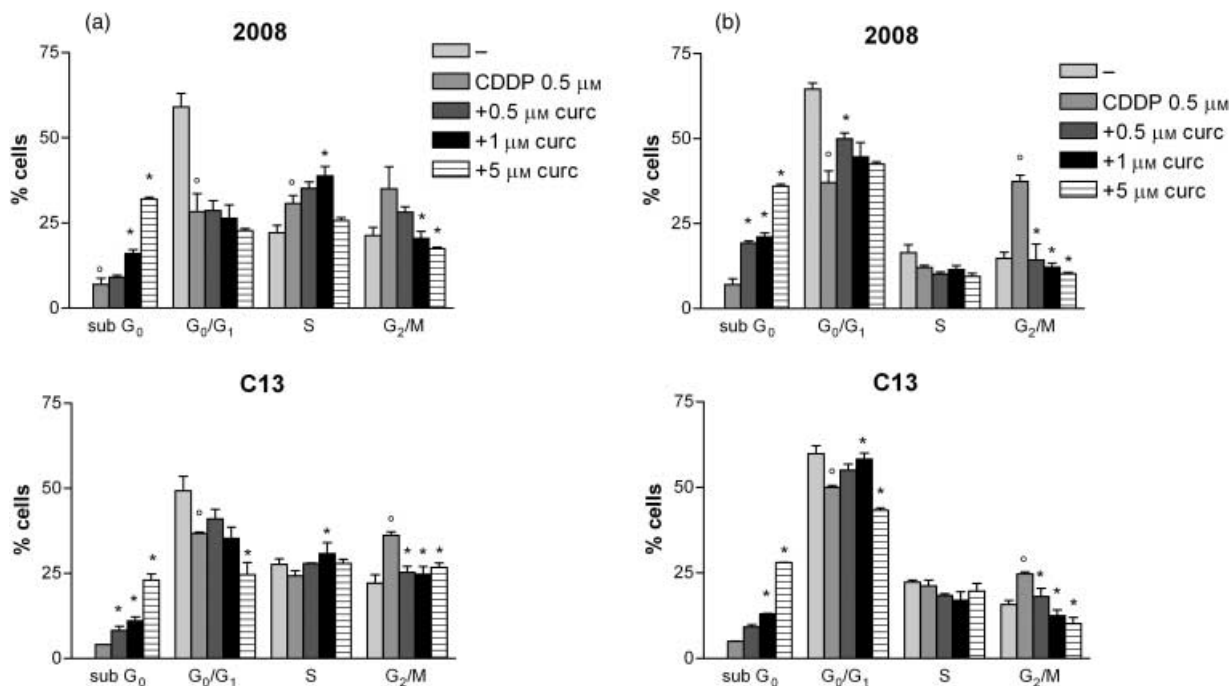 (a)
2008
75
50
25
0
% cells
–
CDDP 0.5 μM
+0.5 μM curc
+1 μM curc
+5 μM curc
° * *
° 
° *
* *
sub G₀ G₀/G₁ S G₂/M
(b)
2008
75
50
25
0
% cells
–
CDDP 0.5 μM
+0.5 μM curc
+1 μM curc
+5 μM curc
* * *
° *
° * * *
sub G₀ G₀/G₁ S G₂/M
C13
75
50
25
0
% cells
* * *
° *
*
° * * *
sub G₀ G₀/G₁ S G₂/M
C13
75
50
25
0
% cells
* *
° * *
° * * *
sub G₀ G₀/G₁ S G₂/M